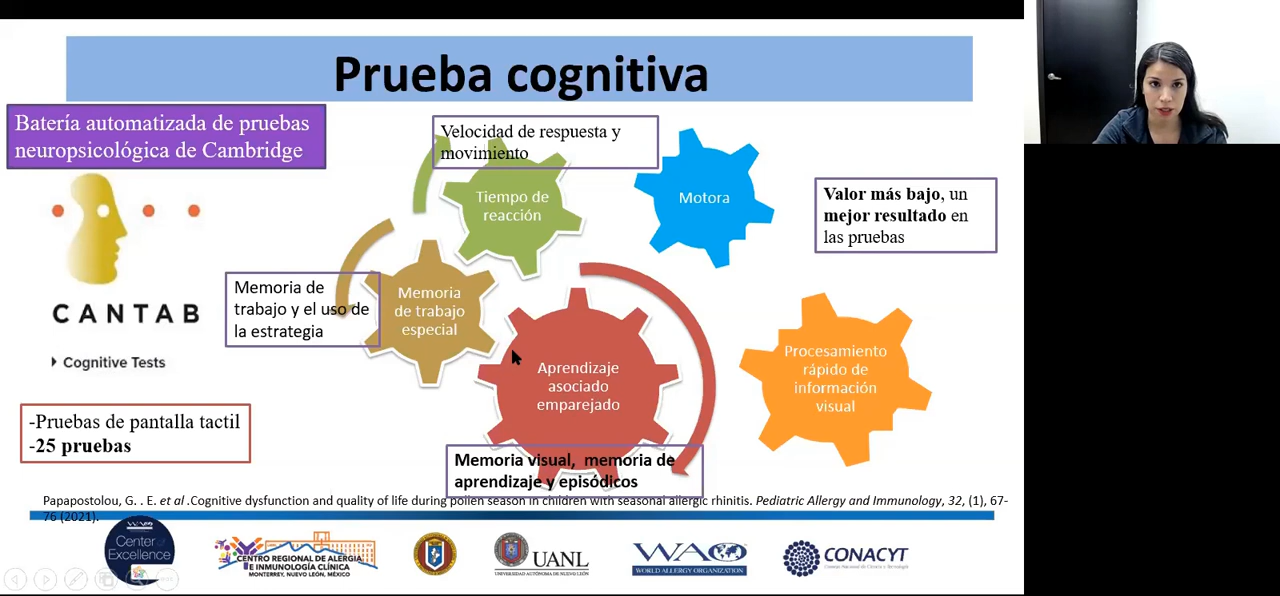 Prueba cognitiva
Batería automatizada de pruebas
neuropsicológica de Cambridge
Velocidad de respuesta y
movimiento
Tiempo de
reacción
Motora
Valor más bajo, un
mejor resultado en
las pruebas
Memoria de
trabajo y el uso de
la estrategia
Memoria
de trabajo
especial
CANTAB
Cognitive Tests
Aprendizaje
asociado
emparejado
Procesamiento
rápido de
información
visual
-Pruebas de pantalla tactil
-25 pruebas
Memoria visual, memoria de
aprendizaje y episódicos
Papapostolou, G. . E. et al .Cognitive dysfunction and quality of life during pollen season in children with seasonal allergic rhinitis. Pediatric Allergy and Immunology, 32, (1), 67-
76 (2021).
Center of
Excellence
CENTRO REGIONAL DE ALERGIA
E INMUNOLOGÍA CLÍNICA
MONTERREY, NUEVO LEÓN, MÉXICO
UANL
UNIVERSIDAD AUTÓNOMA DE NUEVO LEÓN
WAO
WORLD ALLERGY ORGANIZATION
CONACYT
Consejo Nacional de Ciencia y Tecnología